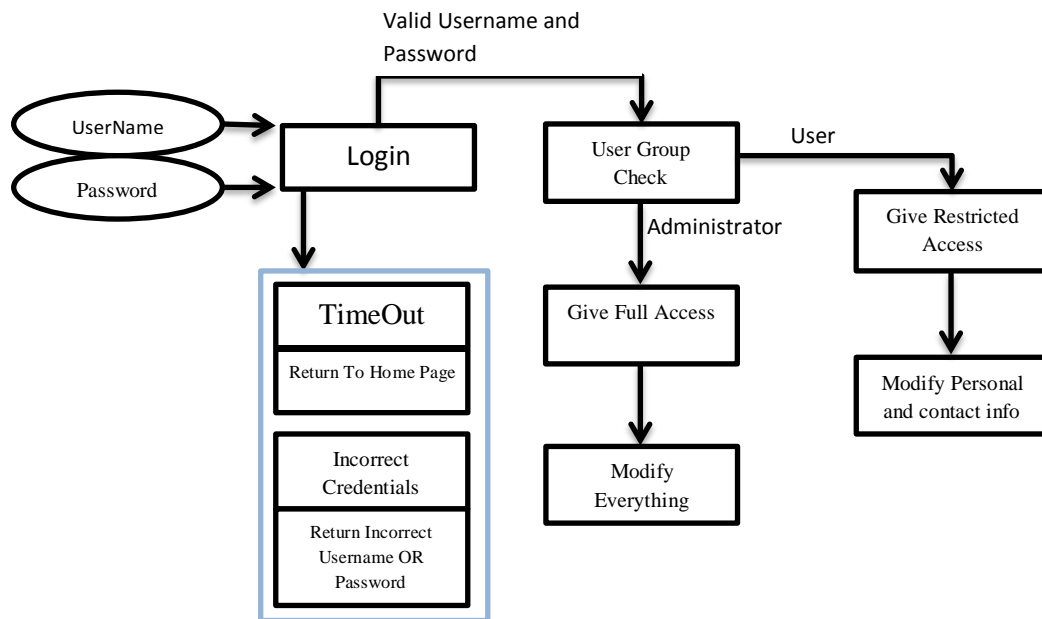 Valid Username and
Password
UserName
Password
Login
User Group
Check
User
Administrator
Give Restricted
Access
TimeOut
Return To Home Page
Give Full Access
Modify Personal
and contact info
Incorrect
Credentials
Return Incorrect
Username OR
Password
Modify
Everything